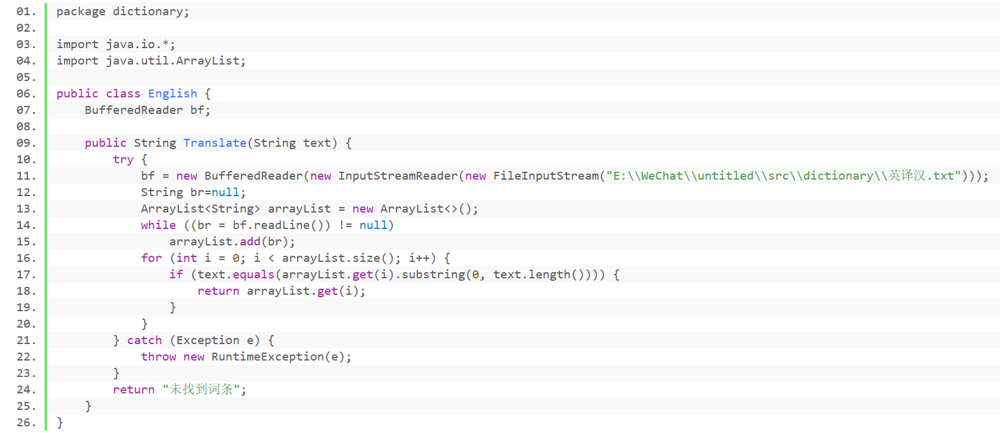 01. package dictionary;
02.
03. import java.io.*;
04. import java.util.ArrayList;
05.
06. public class English {
07.     BufferedReader bf;
08.
09.     public String Translate(String text) {
10.         try {
11.             bf = new BufferedReader(new InputStreamReader(new FileInputStream("E:\\WeChat\\untitled\\src\\dictionary\\英译汉.txt")));
12.             String br=null;
13.             ArrayList<String> arrayList = new ArrayList<>();
14.             while ((br = bf.readLine()) != null)
15.                 arrayList.add(br);
16.             for (int i = 0; i < arrayList.size(); i++) {
17.                 if (text.equals(arrayList.get(i).substring(0, text.length()))) {
18.                     return arrayList.get(i);
19.                 }
20.             }
21.         } catch (Exception e) {
22.             throw new RuntimeException(e);
23.         }
24.         return "未找到词条";
25.     }
26. }